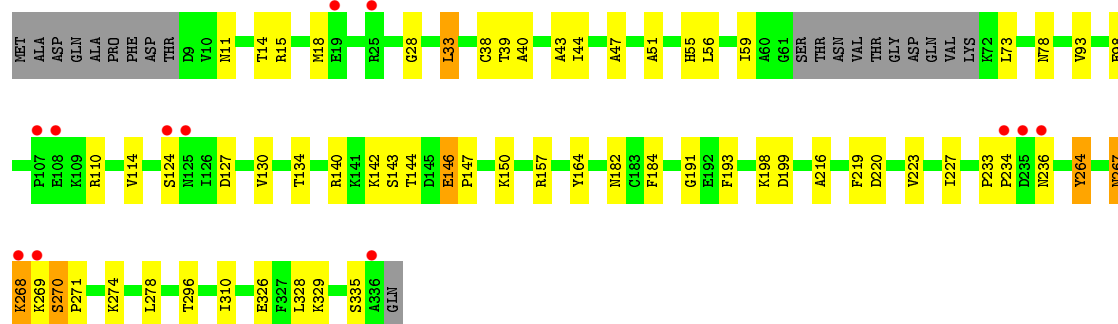 MET ALA ASP GLN ALA PRO PHE ASP THR D9 V10 N11 T14 R15 M18 E19 R25 G28 L33 C38 T39 A40 A43 I44 A47 A51 H55 L56 I59 A60 G61 SER THR ASN VAL THR GLY ASP GLN VAL LYS K72 L73 N78 V93
P107 E108 K109 R110 V114 S124 N125 I126 D127 V130 T134 R140 K141 K142 S143 T144 D145 E146 P147 K150 R157 Y164 N182 C183 F184 G191 E192 F193 K198 D199 A216 F219 D220 V223 I227 P233 P234 D235 N236 Y264 N267
K268 K269 S270 P271 K274 L278 T296 I310 E326 F327 L328 K329 S335 A336 GLN